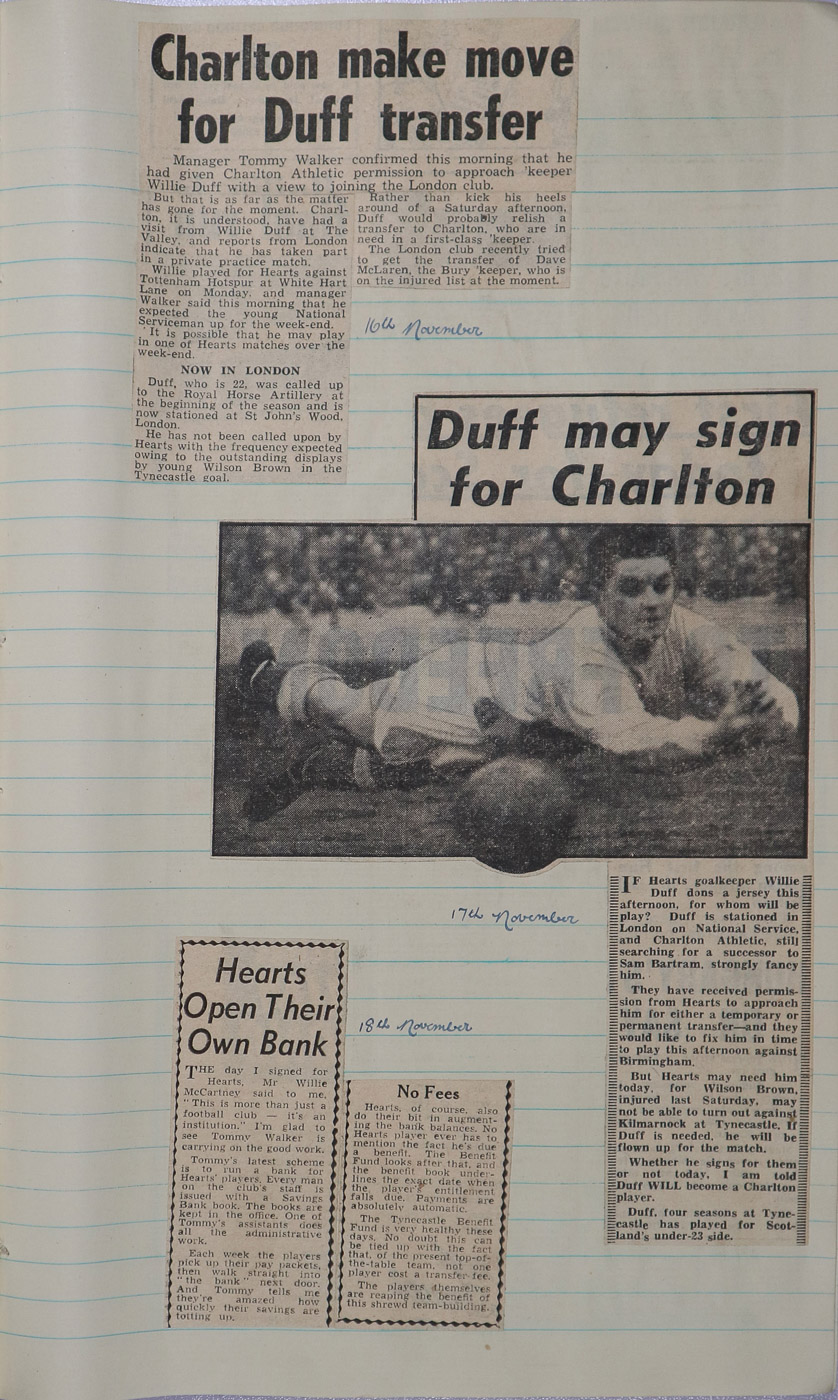 Charlton make move
for Duff transfer
Manager Tommy Walker confirmed this morning that he
had given Charlton Athletic permission to approach 'keeper
Willie Duff with a view to joining the London club.
But that is as far as the matter
has gone for the moment. Charl-
ton, it is understood, have had a
visit from Willie Duff at The
Valley, and reports from London
indicate that he has taken part
in a private practice match.
Willie played for Hearts against
Tottenham Hotspur at White Hart
Lane on Monday, and manager
Walker said this morning that he
expected the young National
Serviceman up for the week-end.
It is possible that he may play
in one of Hearts matches over the
week-end.
NOW IN LONDON
Duff, who is 22, was called up
to the Royal Horse Artillery at
the beginning of the season and is
now stationed at St John's Wood,
London.
He has not been called upon by
Hearts with the frequency expected
owing to the outstanding displays
by young Wilson Brown in the
Tynecastle goal.
Rather than kick his heels
around of a Saturday afternoon,
Duff would probably relish a
transfer to Charlton, who are in
need in a first-class 'keeper.
The London club recently tried
to get the transfer of Dave
McLaren, the Bury 'keeper, who is
on the injured list at the moment.
16th November
Duff may sign
for Charlton
17th November
IF Hearts goalkeeper Willie
Duff dons a jersey this
afternoon, for whom will be
play? Duff is stationed in
London on National Service,
and Charlton Athletic, still
searching for a successor to
Sam Bartram, strongly fancy
him.
They have received permis-
sion from Hearts to approach
him for either a temporary or
permanent transfer—and they
would like to fix him in time
to play this afternoon against
Birmingham.
But Hearts may need him
today, for Wilson Brown,
injured last Saturday, may
not be able to turn out against
Kilmarnock at Tynecastle. If
Duff is needed, he will be
flown up for the match.
Whether he signs for them
or not today, I am told
Duff WILL become a Charlton
player.
Duff, four seasons at Tyne-
castle has played for Scot-
land's under-23 side.
18th November
Hearts
Open Their
Own Bank
THE day I signed for
Hearts, Mr Willie
McCartney said to me,
"This is more than just a
football club — it's an
institution." I'm glad to
see Tommy Walker is
carrying on the good work.
Tommy's latest scheme
is to run a bank for
Hearts' players. Every man
on the club's staff is
issued with a Savings
Bank book. The books are
kept in the office. One of
Tommy's assistants does
all the administrative
work.
Each week the players
pick up their pay packets,
then walk straight into
"the bank" next door.
And Tommy tells me
they're amazed how
quickly their savings are
totting up.
No Fees
Hearts, of course, also
do their bit in augment-
ing the bank balances. No
Hearts player ever has to
mention the fact he's due
a benefit. The Benefit
Fund looks after that, and
the benefit book under-
lines the exact date when
the player's entitlement
falls due. Payments are
absolutely automatic.
The Tynecastle Benefit
Fund is very healthy these
days. No doubt this can
be tied up with the fact
that, of the present top-of-
the-table team, not one
player cost a transfer fee.
The players themselves
are reaping the benefit of
this shrewd team-building.